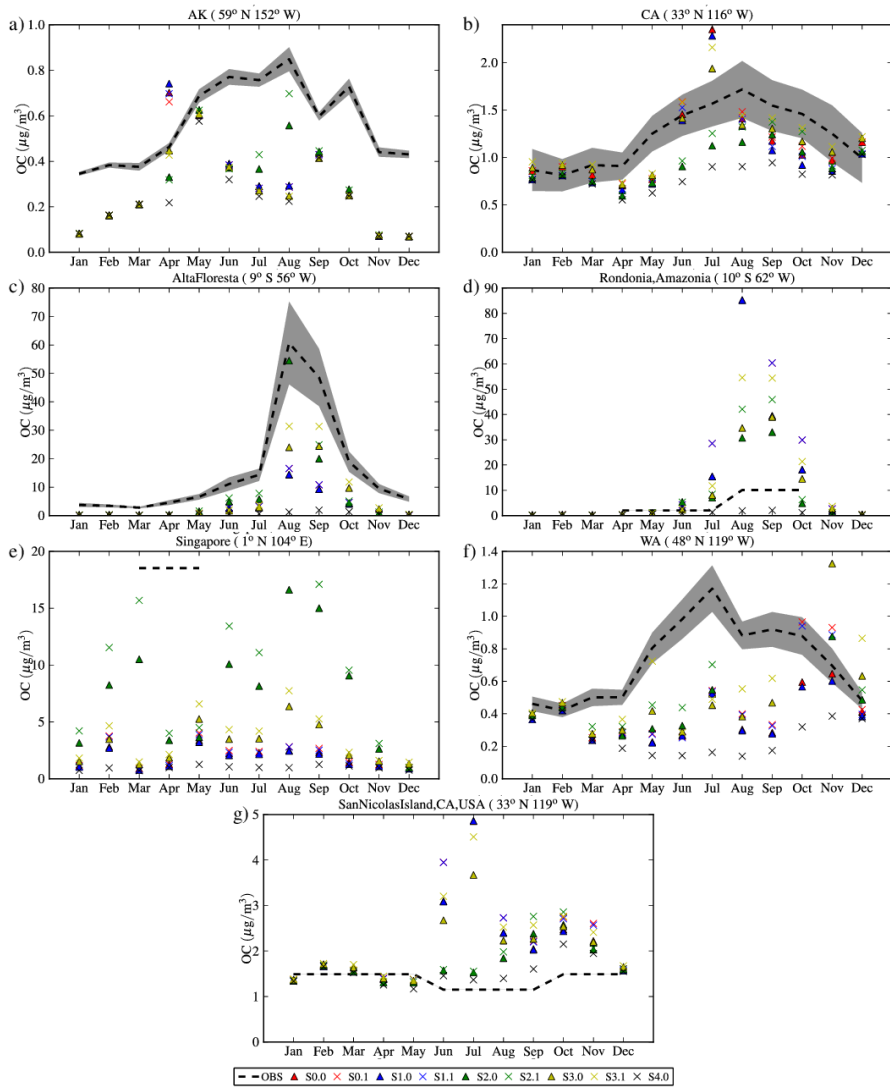 a) AK ( 59° N 152° W) b) CA ( 33° N 116° W)
1.0
0.8
0.6
0.4
0.2
0.0
OC (μg/m³)
Jan Feb Mar Apr May Jun Jul Aug Sep Oct Nov Dec
2.0
1.5
1.0
0.5
0.0
OC (μg/m³)
Jan Feb Mar Apr May Jun Jul Aug Sep Oct Nov Dec
c) AltaFloresta ( 9° S 56° W) d) Rondonia,Amazonia ( 10° S 62° W)
80
70
60
50
40
30
20
10
0
OC (μg/m³)
Jan Feb Mar Apr May Jun Jul Aug Sep Oct Nov Dec
90
80
70
60
50
40
30
20
10
0
OC (μg/m³)
Jan Feb Mar Apr May Jun Jul Aug Sep Oct Nov Dec
e) Singapore ( 1° N 104° E) f) WA ( 48° N 119° W)
20
15
10
5
0
OC (μg/m³)
Jan Feb Mar Apr May Jun Jul Aug Sep Oct Nov Dec
1.4
1.2
1.0
0.8
0.6
0.4
0.2
0.0
OC (μg/m³)
Jan Feb Mar Apr May Jun Jul Aug Sep Oct Nov Dec
g) SanNicolasIsland,CA,USA ( 33° N 119° W)
5
4
3
2
1
0
OC (μg/m³)
Jan Feb Mar Apr May Jun Jul Aug Sep Oct Nov Dec
OBS S0.0 S0.1 S1.0 S1.1 S2.0 S2.1 S3.0 S3.1 S4.0